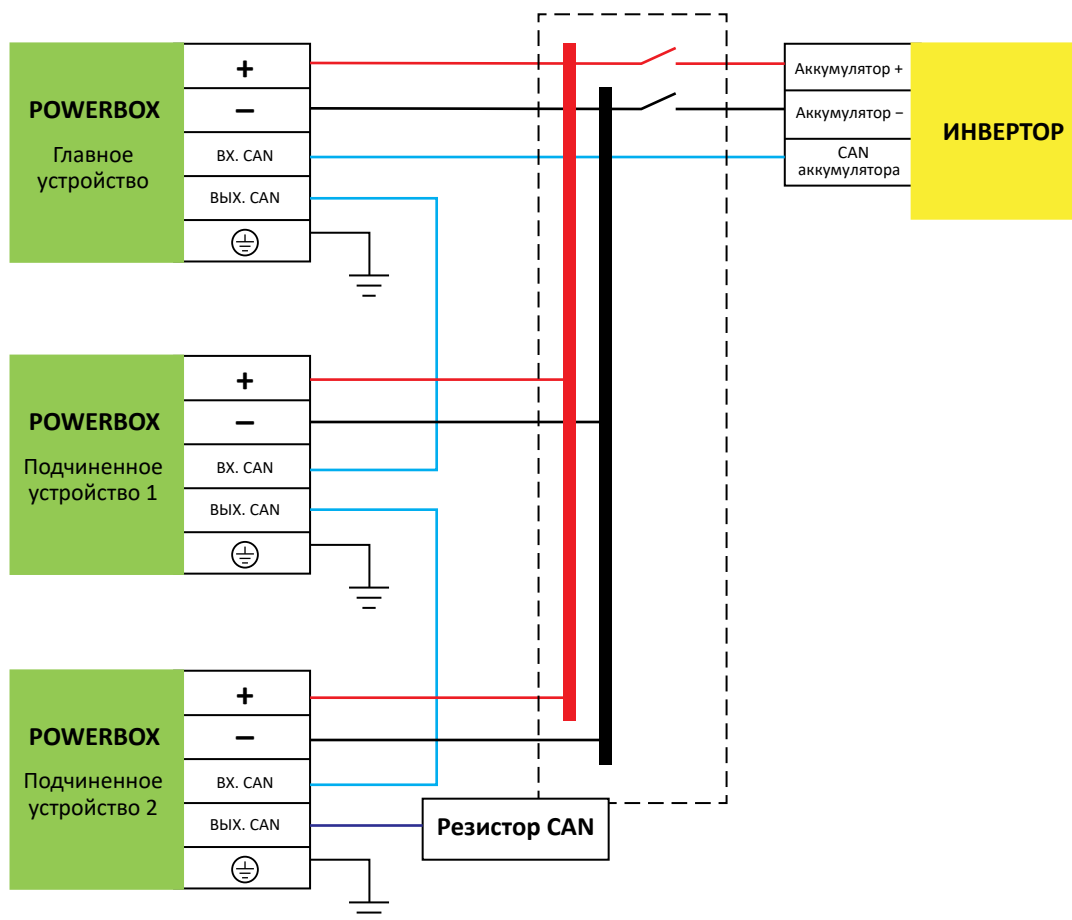 POWERBOX
Главное
устройство
+
−
ВХ. CAN
ВЫХ. CAN
Аккумулятор +
Аккумулятор −
CAN
аккумулятора
ИНВЕРТОР
POWERBOX
Подчиненное
устройство 1
+
−
ВХ. CAN
ВЫХ. CAN
POWERBOX
Подчиненное
устройство 2
+
−
ВХ. CAN
ВЫХ. CAN
Резистор CAN